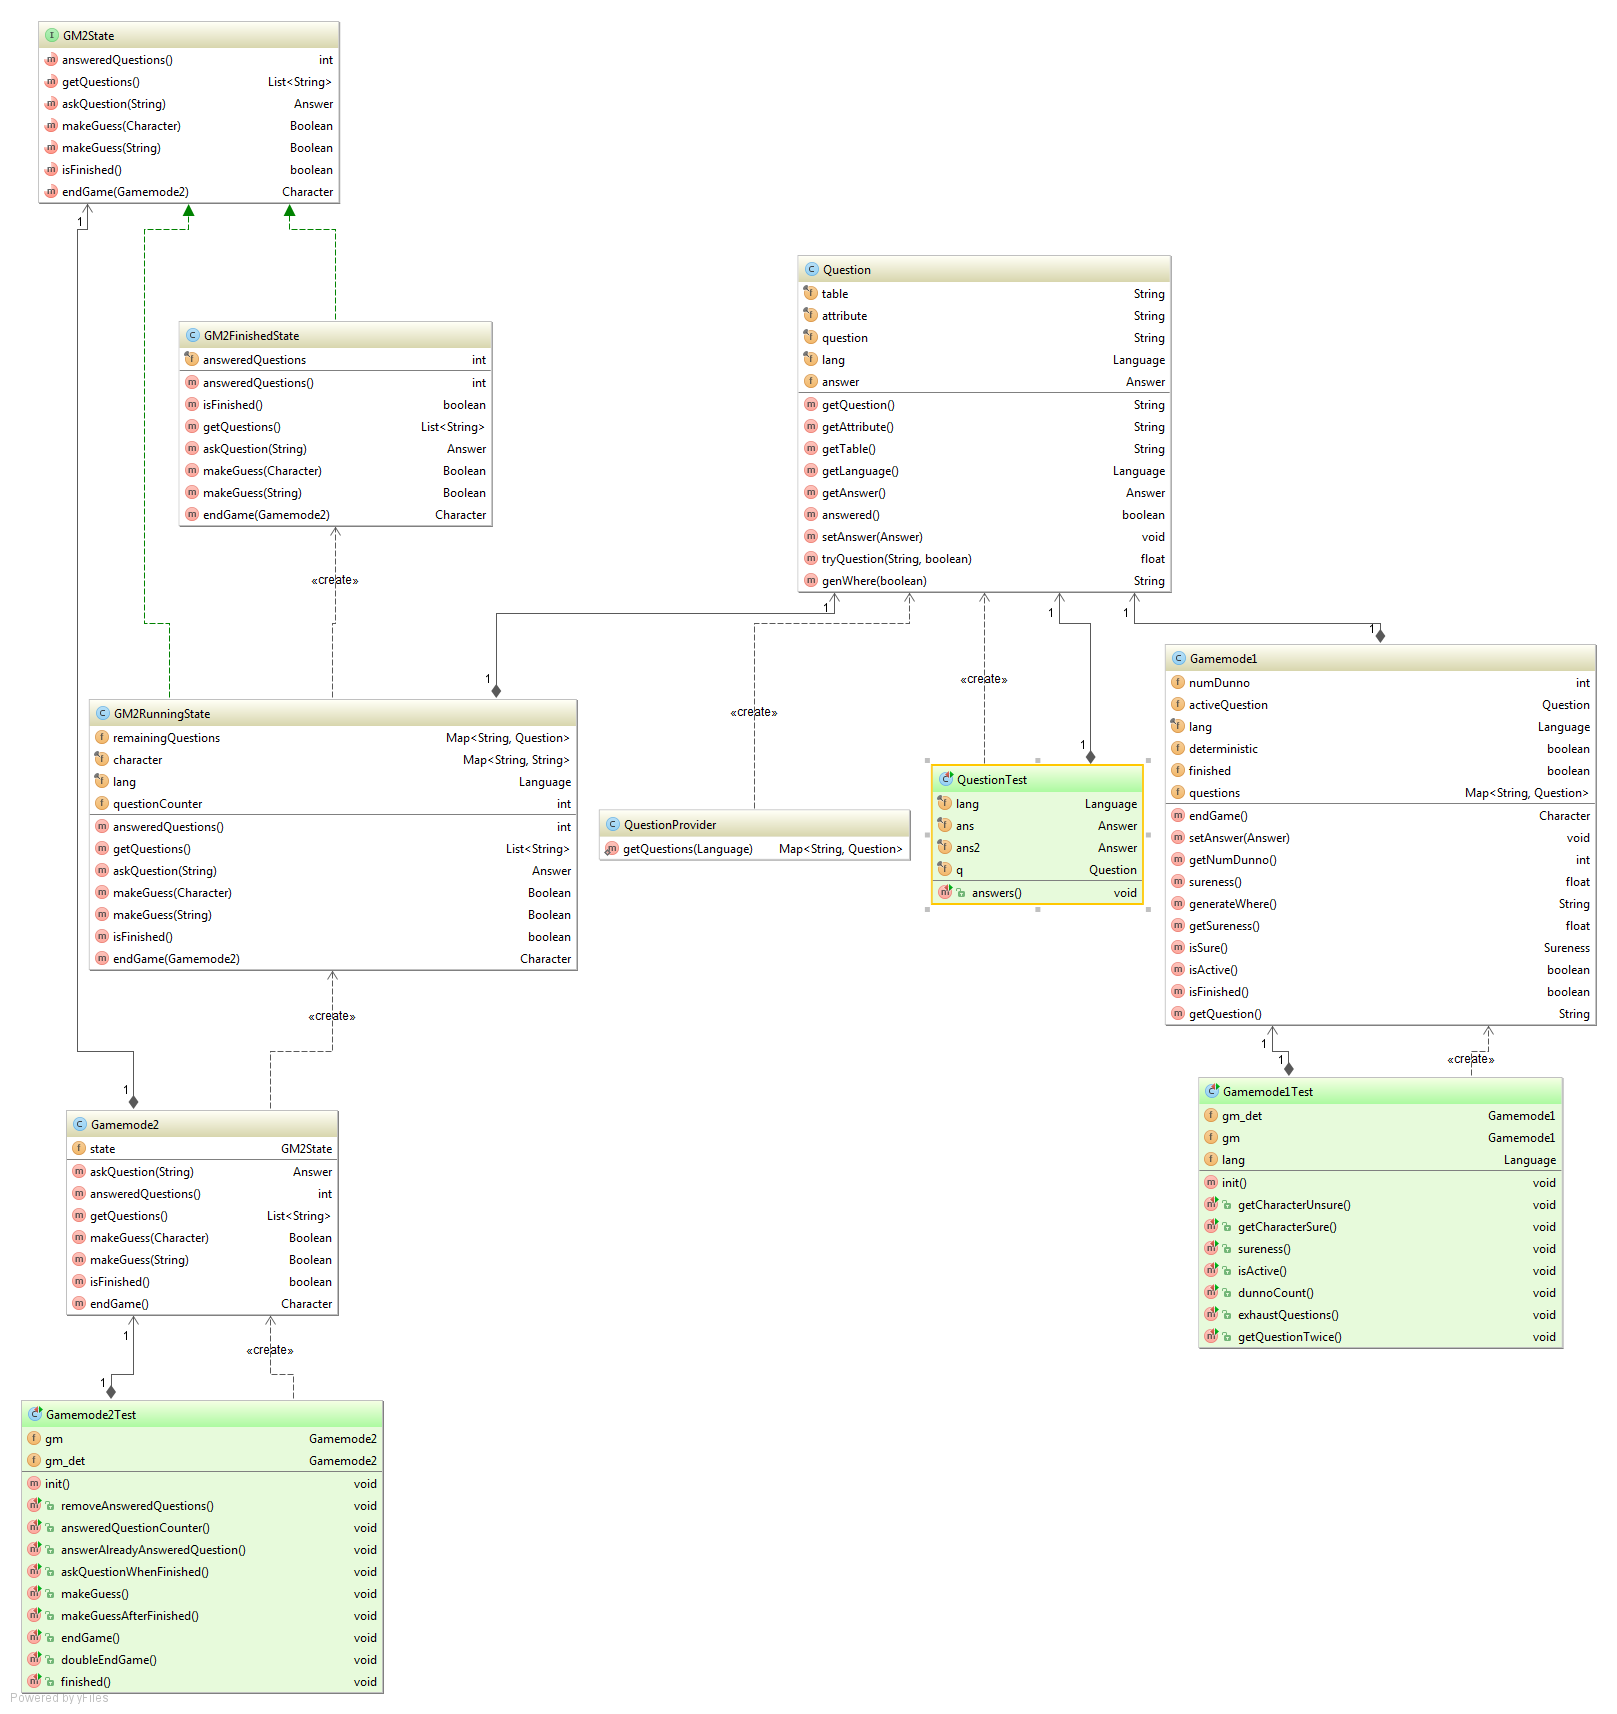 GM2State
answeredQuestions() int
getQuestions() List<String>
askQuestion(String) Answer
makeGuess(Character) Boolean
makeGuess(String) Boolean
isFinished() boolean
endGame(Gamemode2) Character
1
Question
table String
attribute String
question String
lang Language
answer Answer
getQuestion() String
getAttribute() String
getTable() String
getLanguage() Language
getAnswer() Answer
answered() boolean
setAnswer(Answer) void
tryQuestion(String, boolean) float
genWhere(boolean) String
GM2FinishedState
answeredQuestions int
answeredQuestions() int
isFinished() boolean
getQuestions() List<String>
askQuestion(String) Answer
makeGuess(Character) Boolean
makeGuess(String) Boolean
endGame(Gamemode2) Character
«create»
1
1
1
1
1
«create»
«create»
1
GM2RunningState
remainingQuestions Map<String, Question>
character Map<String, String>
lang Language
questionCounter int
answeredQuestions() int
getQuestions() List<String>
askQuestion(String) Answer
makeGuess(Character) Boolean
makeGuess(String) Boolean
isFinished() boolean
endGame(Gamemode2) Character
QuestionProvider
getQuestions(Language) Map<String, Question>
QuestionTest
lang Language
ans Answer
ans2 Answer
q Question
answers() void
Gamemode1
numDunno int
activeQuestion Question
lang Language
deterministic boolean
finished boolean
questions Map<String, Question>
endGame() Character
setAnswer(Answer) void
getNumDunno() int
sureness() float
generateWhere() String
getSureness() float
isSure() Sureness
isActive() boolean
isFinished() boolean
getQuestion() String
«create»
1
1
«create»
1
Gamemode2
state GM2State
askQuestion(String) Answer
answeredQuestions() int
getQuestions() List<String>
makeGuess(Character) Boolean
makeGuess(String) Boolean
isFinished() boolean
endGame() Character
Gamemode1Test
gm_det Gamemode1
gm Gamemode1
lang Language
init() void
getCharacterUnsure() void
getCharacterSure() void
sureness() void
isActive() void
dunnoCount() void
exhaustQuestions() void
getQuestionTwice() void
1
«create»
1
Gamemode2Test
gm Gamemode2
gm_det Gamemode2
init() void
removeAnsweredQuestions() void
answeredQuestionCounter() void
answerAlreadyAnsweredQuestion() void
askQuestionWhenFinished() void
makeGuess() void
makeGuessAfterFinished() void
endGame() void
doubleEndGame() void
finished() void
Powered by yFiles